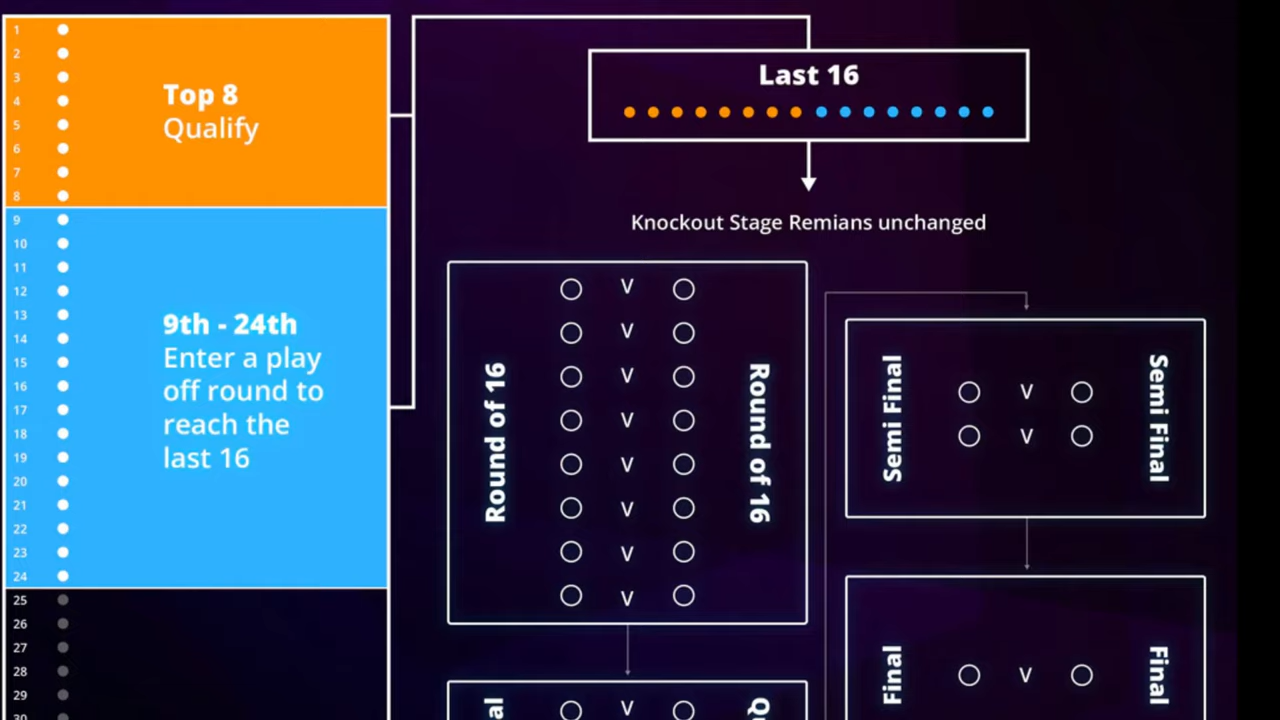 1
2
3
4
5
6
7
8
9
10
11
12
13
14
15
16
17
18
19
20
21
22
23
24
25
26
27
28
29
30
Top 8
Qualify
9th - 24th
Enter a play
off round to
reach the
last 16
Last 16
Knockout Stage Remians unchanged
Round of 16
V
V
V
V
V
V
V
V
Round of 16
V
Semi Final
V
V
Semi Final
Final
V
Final